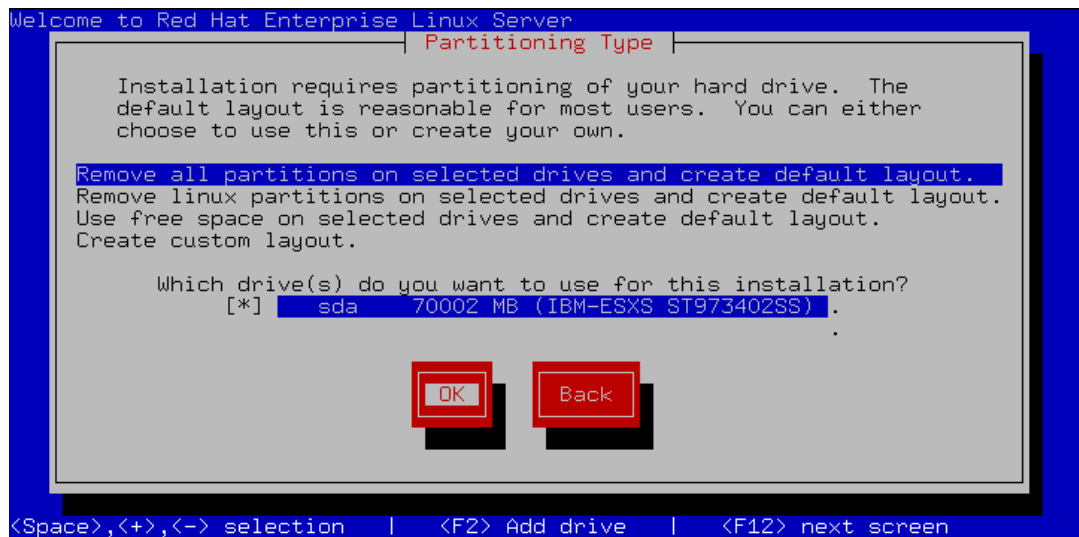 Welcome to Red Hat Enterprise Linux Server
Partitioning Type
Installation requires partitioning of your hard drive.  The
default layout is reasonable for most users.  You can either
choose to use this or create your own.
Remove all partitions on selected drives and create default layout.
Remove linux partitions on selected drives and create default layout.
Use free space on selected drives and create default layout.
Create custom layout.
Which drive(s) do you want to use for this installation?
[*] sda 70002 MB (IBM-ESXS ST973402SS) .
.
OK Back
<Space>,<+>,<-> selection | <F2> Add drive | <F12> next screen